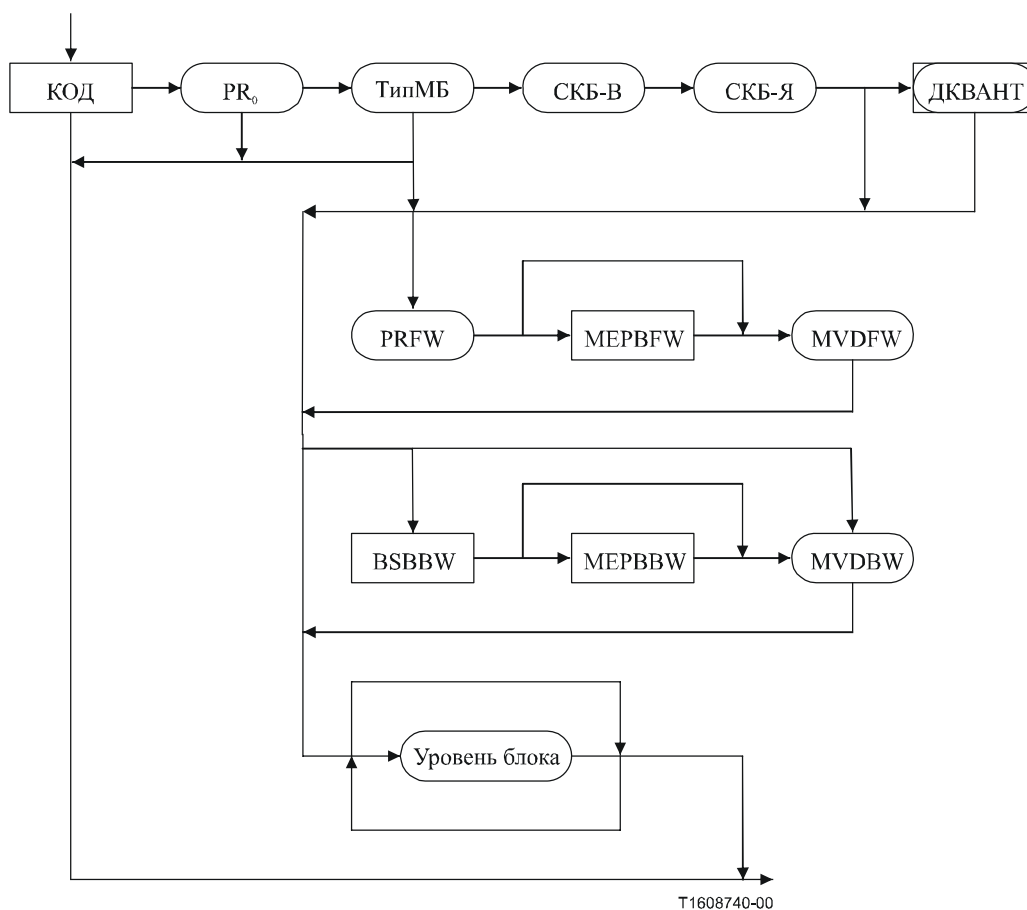 КОД
PR₀
ТипМБ
СКБ-В
СКБ-Я
ДКВАНТ
PRFW
MEPBFW
MVDFW
BSBBW
MEPBBW
MVDBW
Уровень блока
T1608740-00